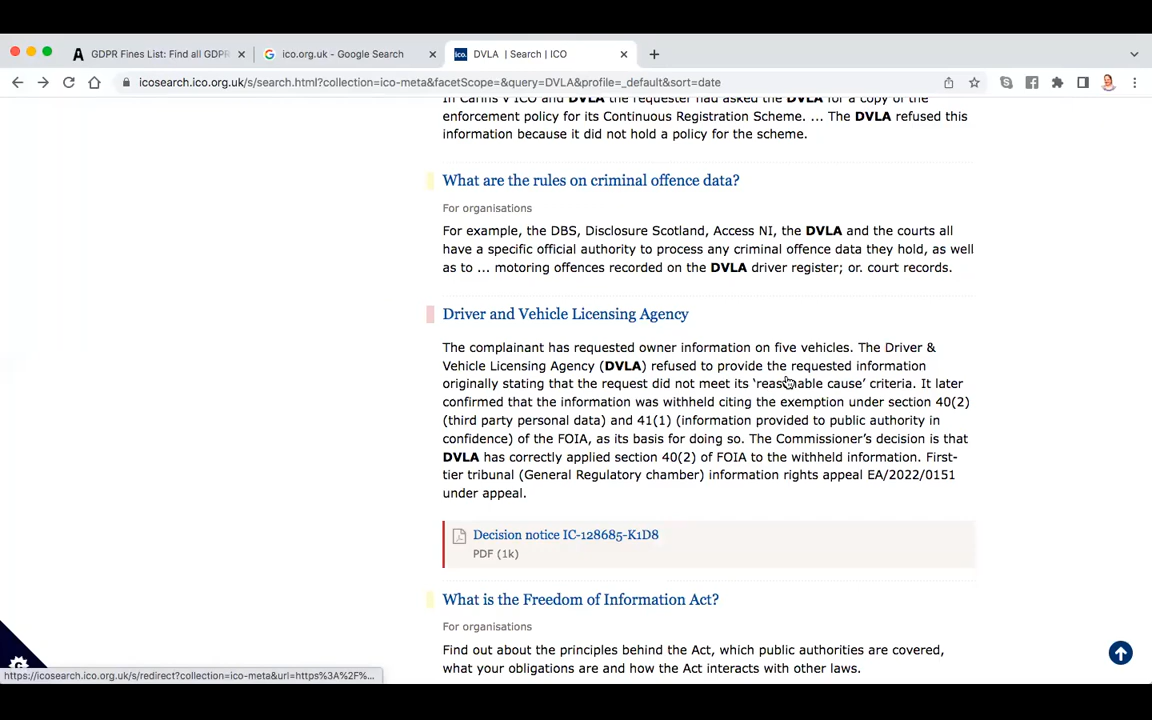 GDPR Fines List: Find all GDPR
ico.org.uk - Google Search
ico.
DVLA | Search | ICO
icosearch.ico.org.uk/s/search.html?collection=ico-meta&facetScope=&query=DVLA&profile=_default&sort=date
In Cairns v ICO and DVLA the requester had asked the DVLA for a copy of the
enforcement policy for its Continuous Registration Scheme. ... The DVLA refused this
information because it did not hold a policy for the scheme.
What are the rules on criminal offence data?
For organisations
For example, the DBS, Disclosure Scotland, Access NI, the DVLA and the courts all
have a specific official authority to process any criminal offence data they hold, as well
as to ... motoring offences recorded on the DVLA driver register; or. court records.
Driver and Vehicle Licensing Agency
The complainant has requested owner information on five vehicles. The Driver &
Vehicle Licensing Agency (DVLA) refused to provide the requested information
originally stating that the request did not meet its ‘reasonable cause’ criteria. It later
confirmed that the information was withheld citing the exemption under section 40(2)
(third party personal data) and 41(1) (information provided to public authority in
confidence) of the FOIA, as its basis for doing so. The Commissioner’s decision is that
DVLA has correctly applied section 40(2) of FOIA to the withheld information. First-
tier tribunal (General Regulatory chamber) information rights appeal EA/2022/0151
under appeal.
Decision notice IC-128685-K1D8
PDF (1k)
What is the Freedom of Information Act?
For organisations
Find out about the principles behind the Act, which public authorities are covered,
what your obligations are and how the Act interacts with other laws.
https://icosearch.ico.org.uk/s/redirect?collection=ico-meta&url=https%3A%2F%...